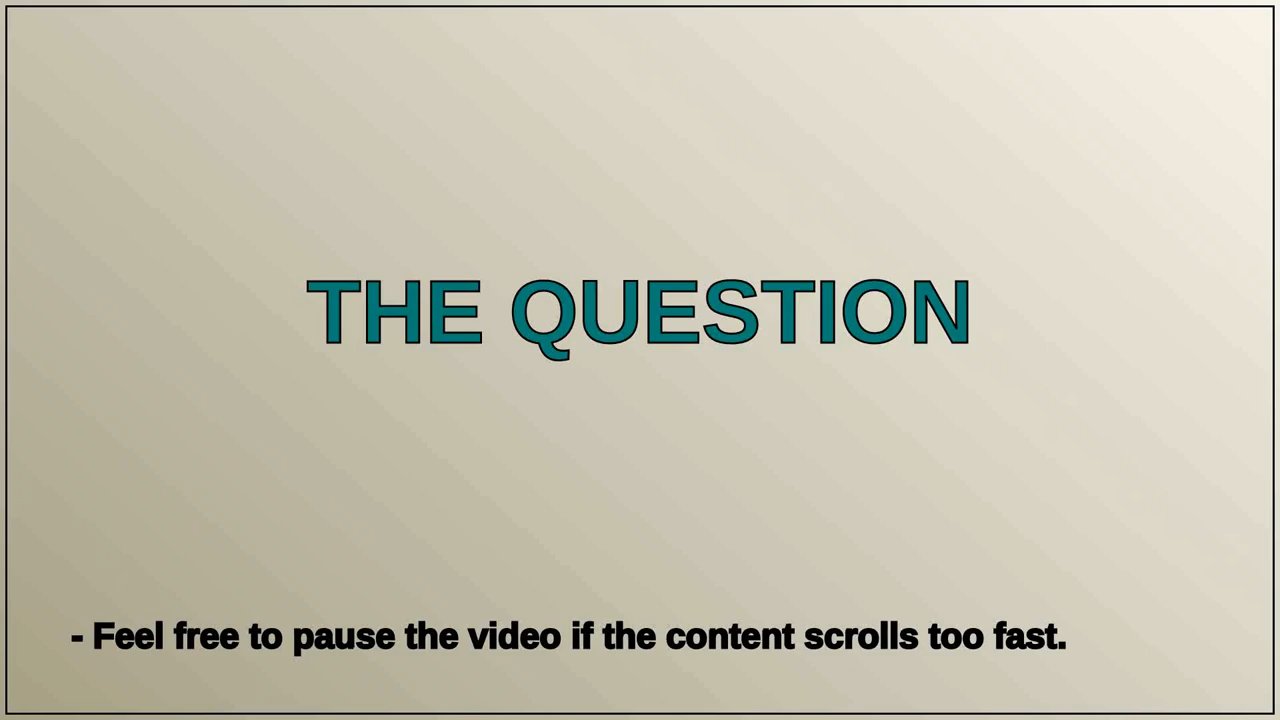 THE QUESTION
- Feel free to pause the video if the content scrolls too fast.